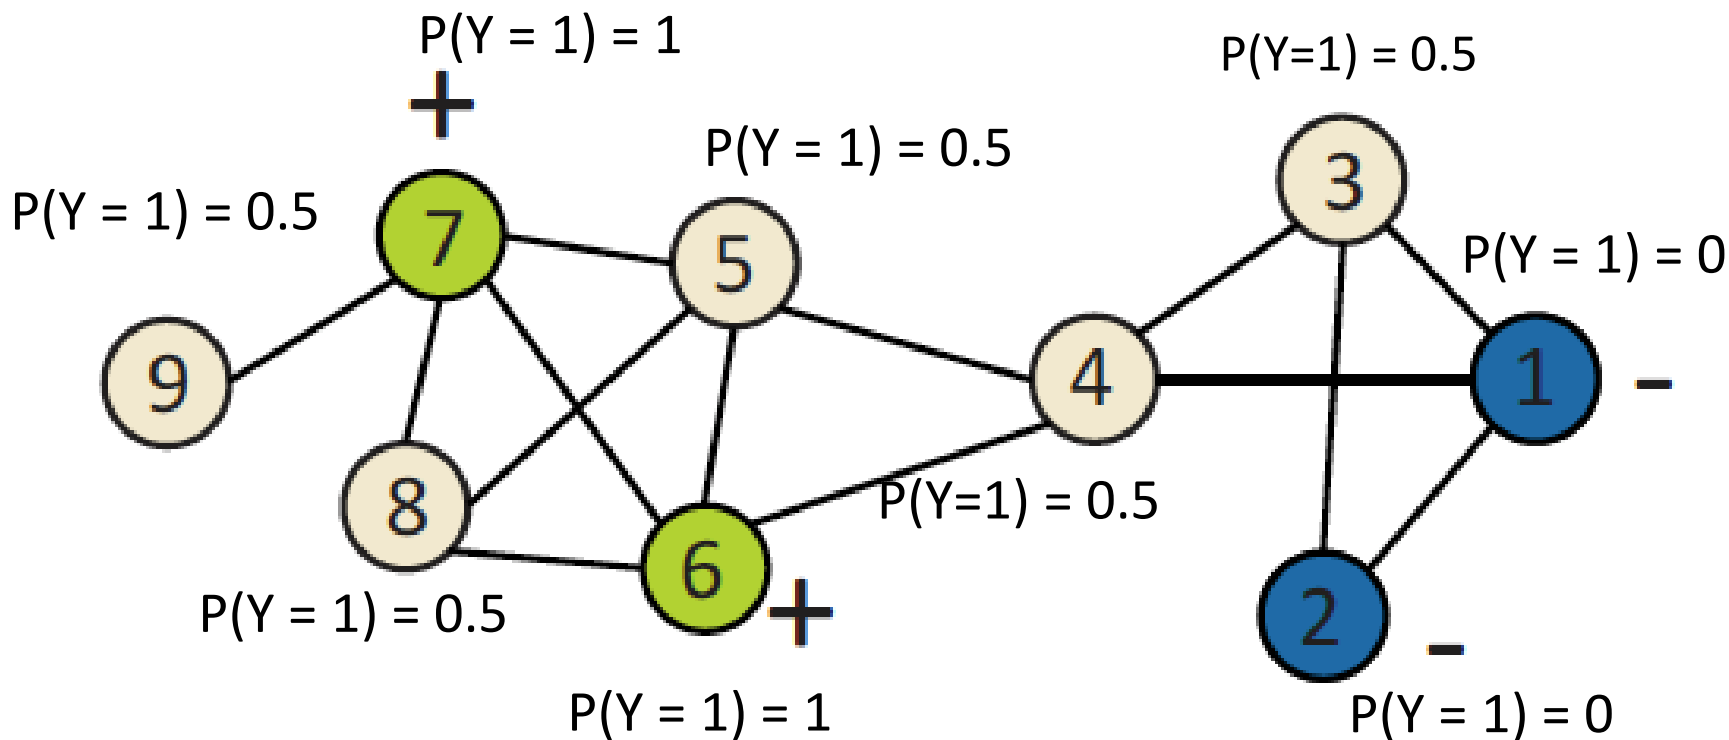 P(Y = 1) = 1
P(Y=1) = 0.5
+
P(Y = 1) = 0.5
3
P(Y = 1) = 0.5
7
5
P(Y = 1) = 0
9
4
1
-
8
P(Y=1) = 0.5
6
+
P(Y = 1) = 0.5
2
-
P(Y = 1) = 1
P(Y = 1) = 0